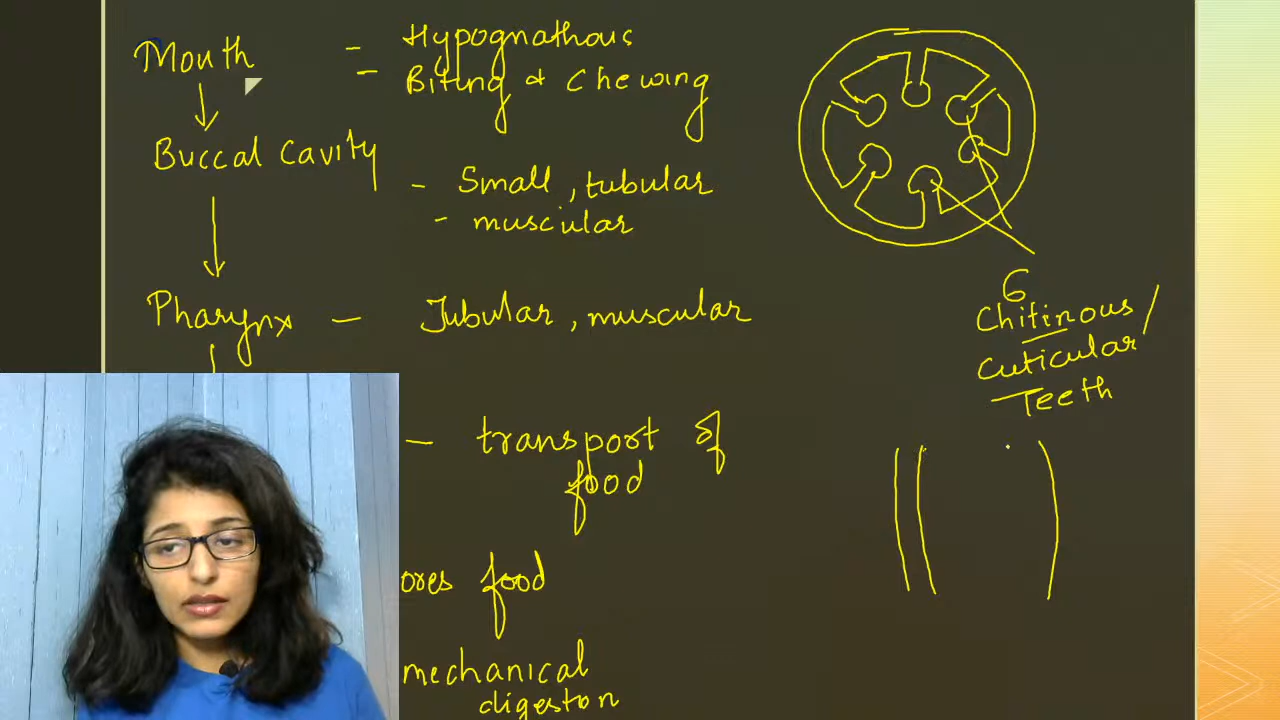 Mouth = Hypognathous
- Biting & Chewing
Buccal Cavity
- Small, tubular
- muscular
Pharynx - Tubular, muscular
- transport of
food
ores food
mechanical
digeston
6
Chitinous/
Cuticular
Teeth